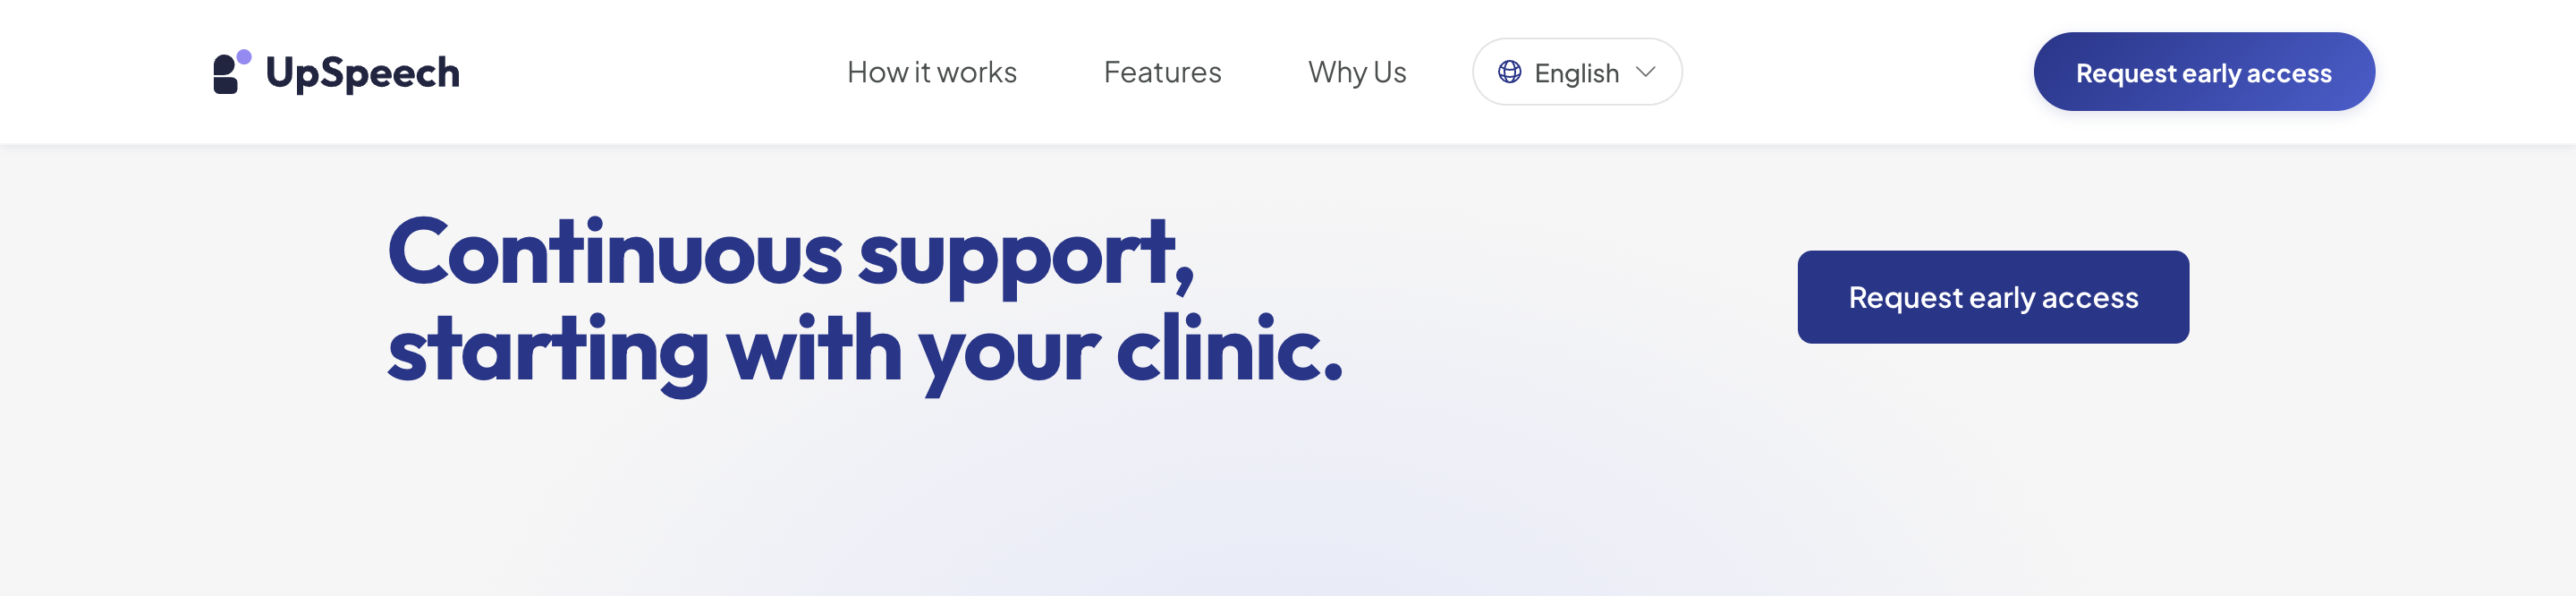 UpSpeech
How it works
Features
Why Us
English
Request early access
Continuous support,
starting with your clinic.
Request early access